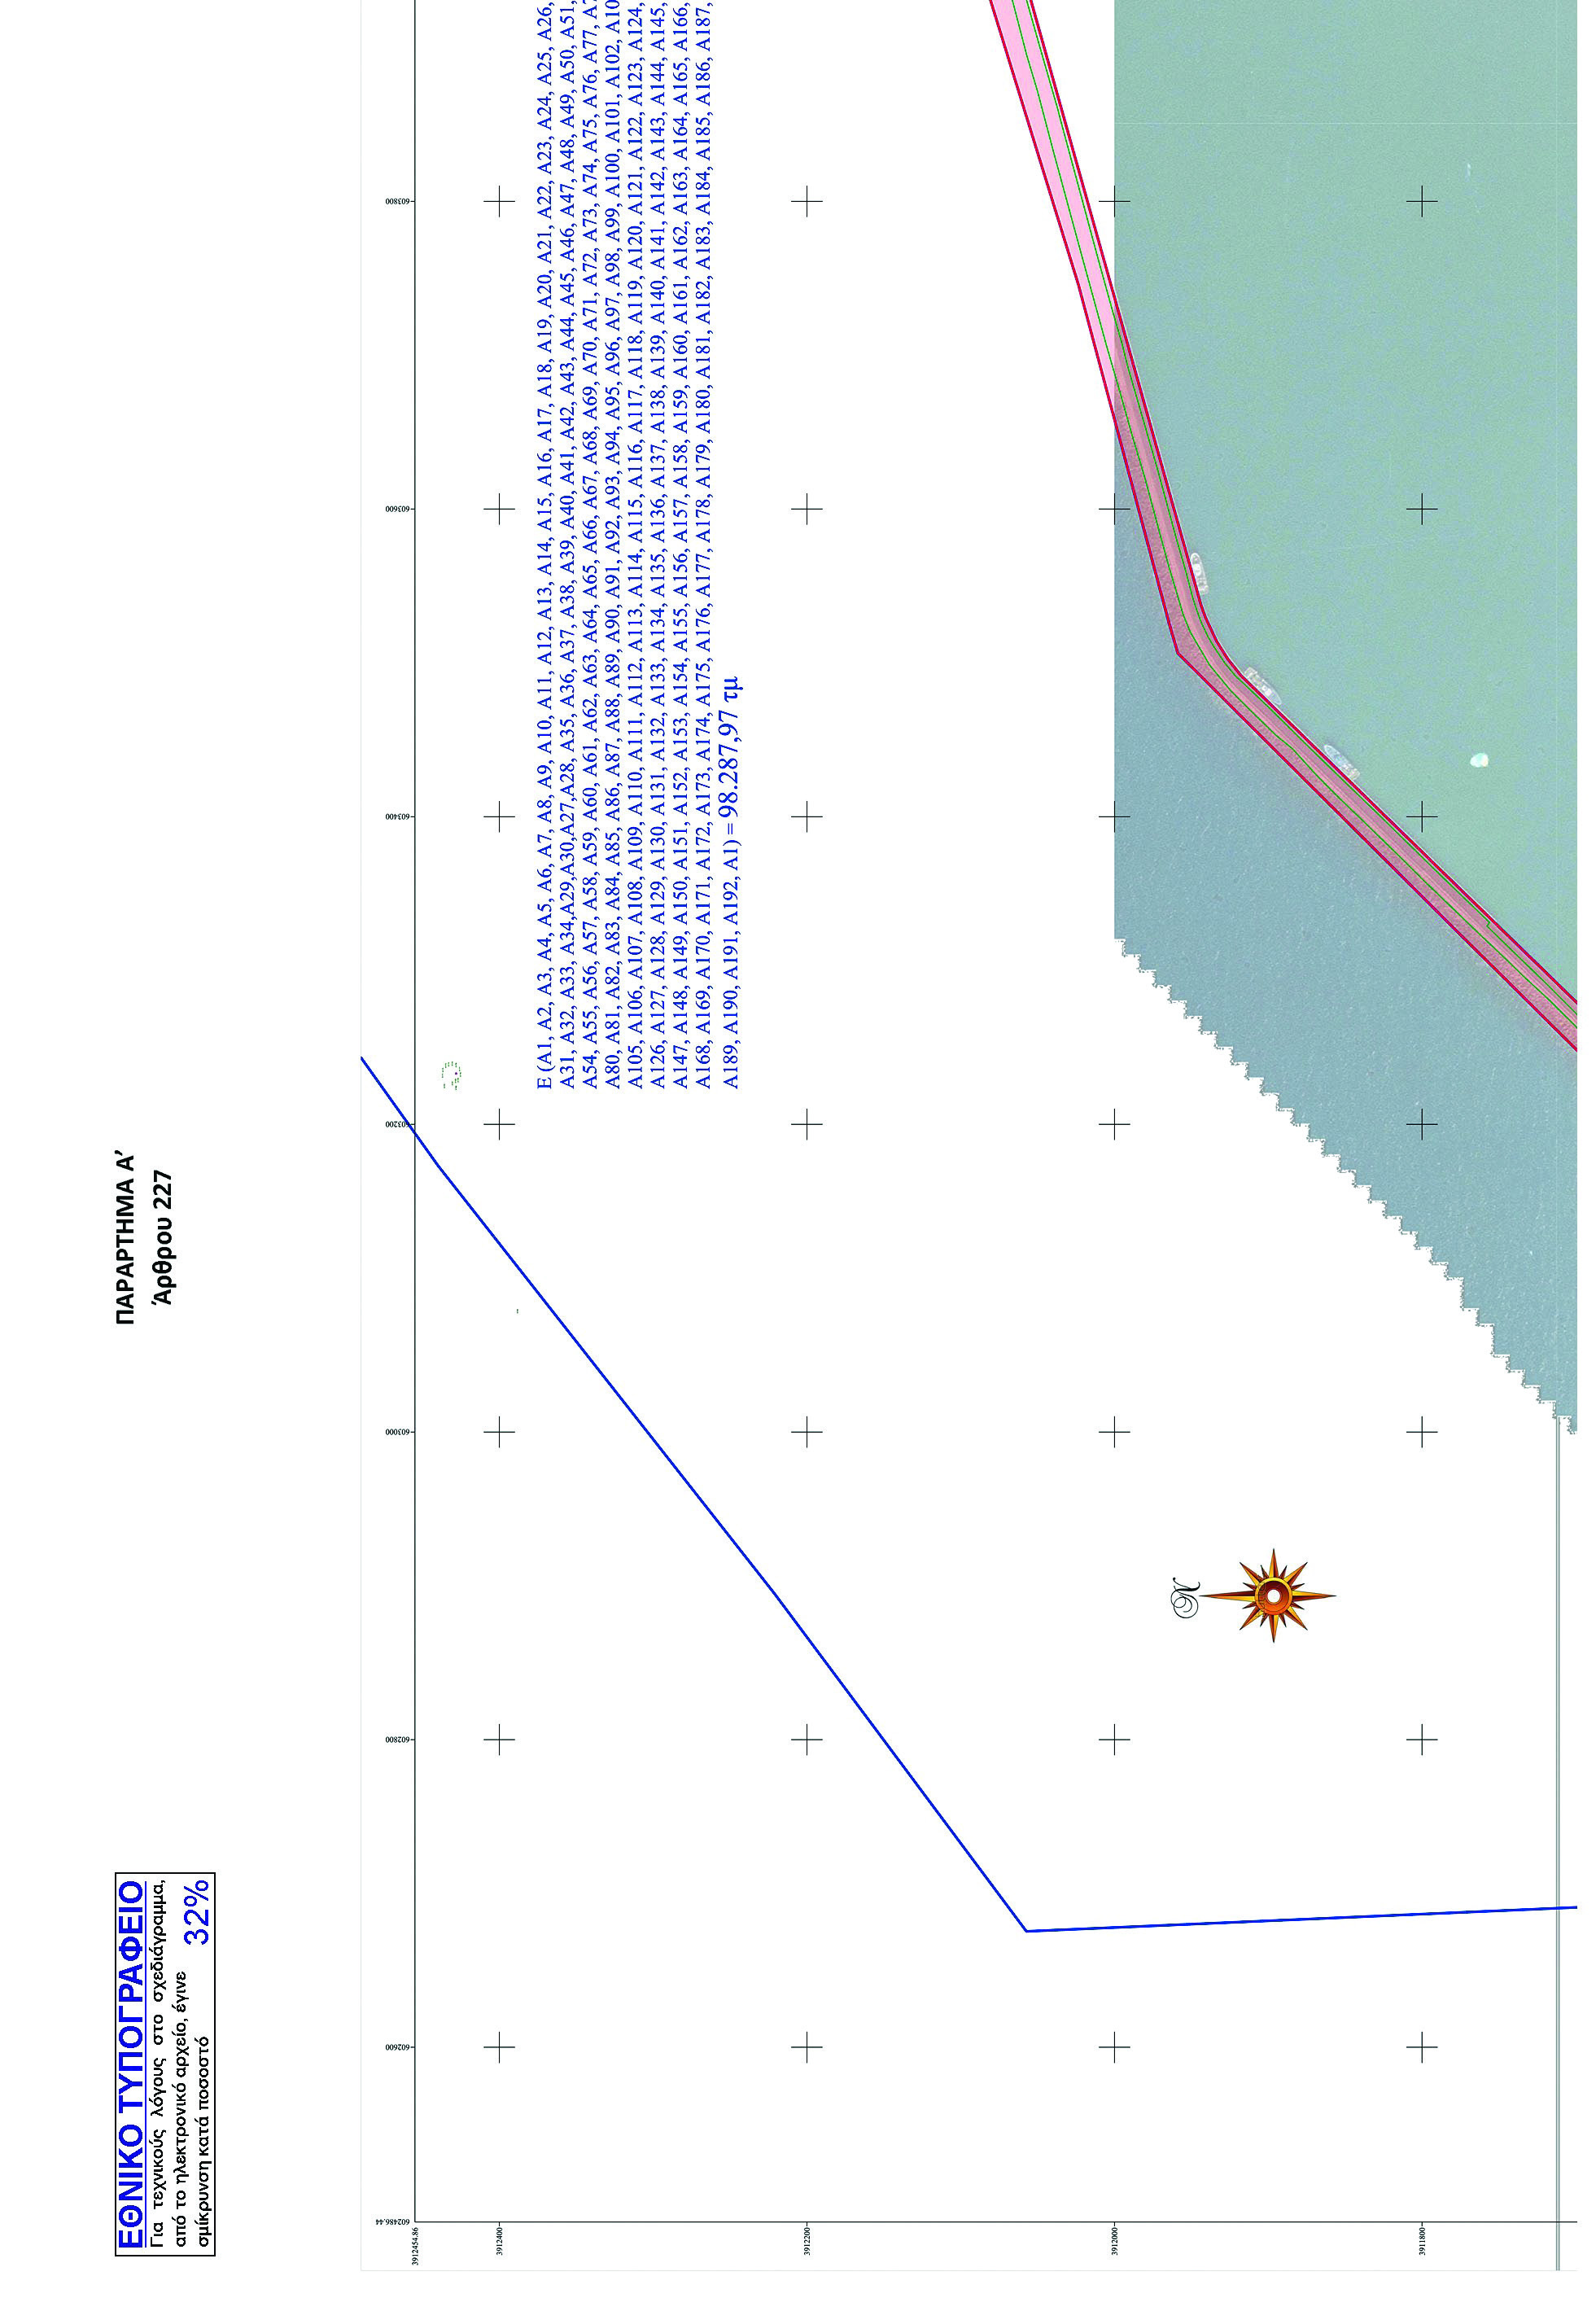 ΠΑΡΑΡΤΗΜΑ Α’
Άρθρου 227
ΕΘΝΙΚΟ ΤΥΠΟΓΡΑΦΕΙΟ
Για τεχνικούς λόγους στο σχεδιάγραμμα,
από το ηλεκτρονικό αρχείο, έγινε
σμίκρυνση κατά ποσοστό 32%
E (A1, A2, A3, A4, A5, A6, A7, A8, A9, A10, A11, A12, A13, A14, A15, A16, A17, A18, A19, A20, A21, A22, A23, A24, A25, A26,
A31, A32, A33, A34,A29,A30,A27,A28, A35, A36, A37, A38, A39, A40, A41, A42, A43, A44, A45, A46, A47, A48, A49, A50, A51,
A54, A55, A56, A57, A58, A59, A60, A61, A62, A63, A64, A65, A66, A67, A68, A69, A70, A71, A72, A73, A74, A75, A76, A77, A7
A80, A81, A82, A83, A84, A85, A86, A87, A88, A89, A90, A91, A92, A93, A94, A95, A96, A97, A98, A99, A100, A101, A102, A10
A105, A106, A107, A108, A109, A110, A111, A112, A113, A114, A115, A116, A117, A118, A119, A120, A121, A122, A123, A124,
A126, A127, A128, A129, A130, A131, A132, A133, A134, A135, A136, A137, A138, A139, A140, A141, A142, A143, A144, A145,
A147, A148, A149, A150, A151, A152, A153, A154, A155, A156, A157, A158, A159, A160, A161, A162, A163, A164, A165, A166,
A168, A169, A170, A171, A172, A173, A174, A175, A176, A177, A178, A179, A180, A181, A182, A183, A184, A185, A186, A187,
A189, A190, A191, A192, A1) = 98.287,97 τμ
603800
603600
603400
603200
603000
602800
602600
602486.44
3912454.86
3912400
3912200
3912000
3911800
N